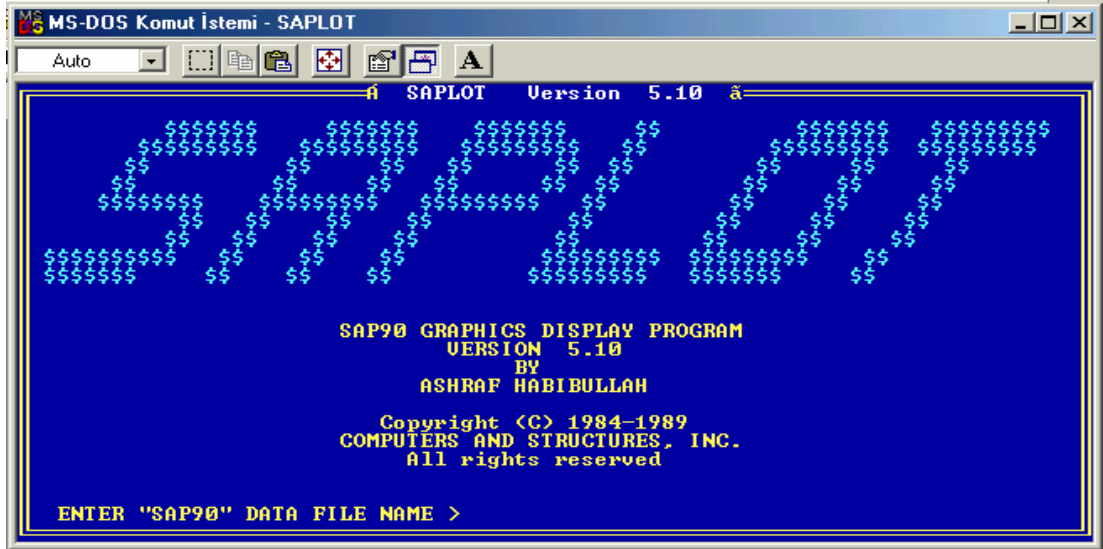 MS-DOS Komut İstemi - SAPLOT
Auto
A
Á SAPLOT Version 5.10 ã
SAPLOT
SAP90 GRAPHICS DISPLAY PROGRAM
VERSION 5.10
BY
ASHRAF HABIBULLAH
Copyright (C) 1984-1989
COMPUTERS AND STRUCTURES, INC.
All rights reserved
ENTER "SAP90" DATA FILE NAME >